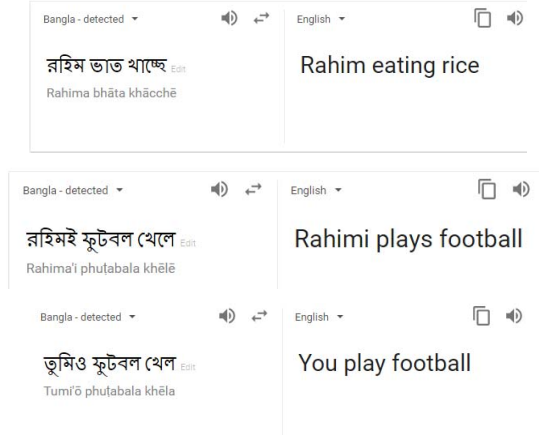 Bangla - detected English
রহিম ভাত খাচ্ছে Edit Rahim eating rice
Rahima bhāta khācchē
Bangla - detected English
রহিমই ফুটবল খেলে Edit Rahimi plays football
Rahima'i phuṭabala khēlē
Bangla - detected English
তুমিও ফুটবল খেল Edit You play football
Tumi'ō phuṭabala khēla